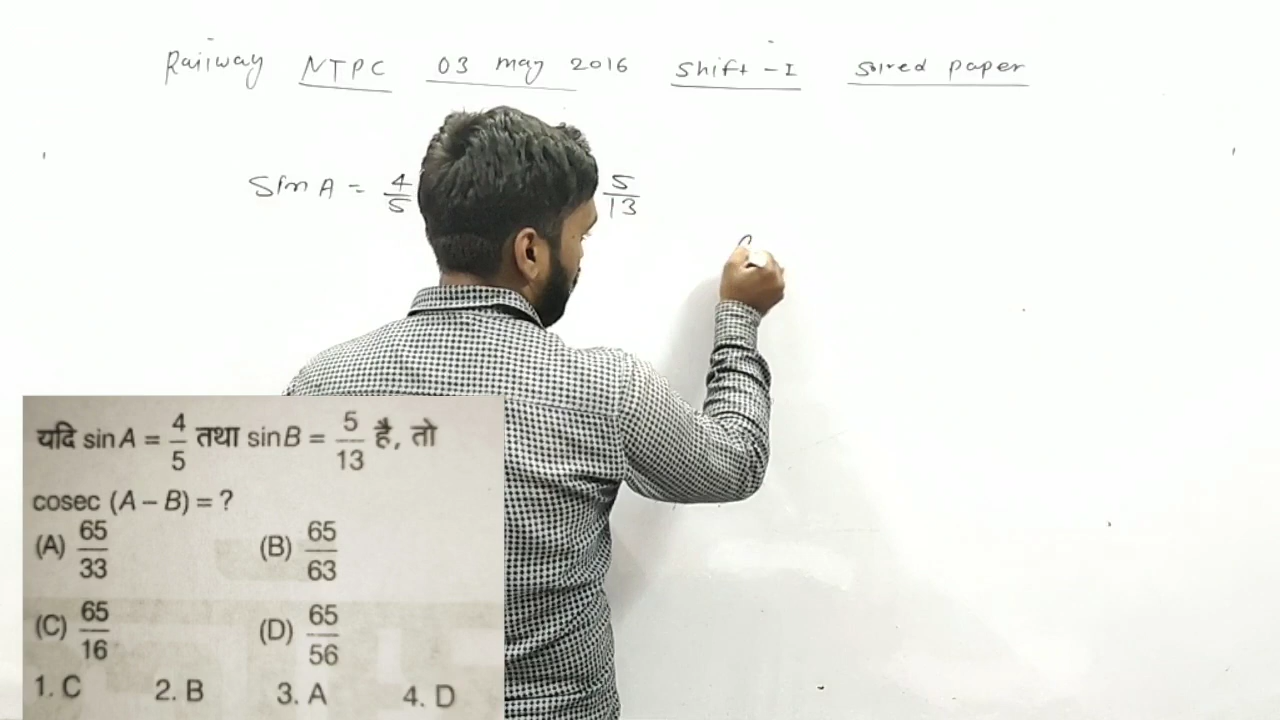 Railway NTPC 03 may 2016 Shift-I Solved paper
Sin A = 4/5 5/13
यदि sin A = 4/5 तथा sin B = 5/13 है, तो
cosec (A – B) = ?
(A) 65/33 (B) 65/63
(C) 65/16 (D) 65/56
1. C 2. B 3. A 4. D